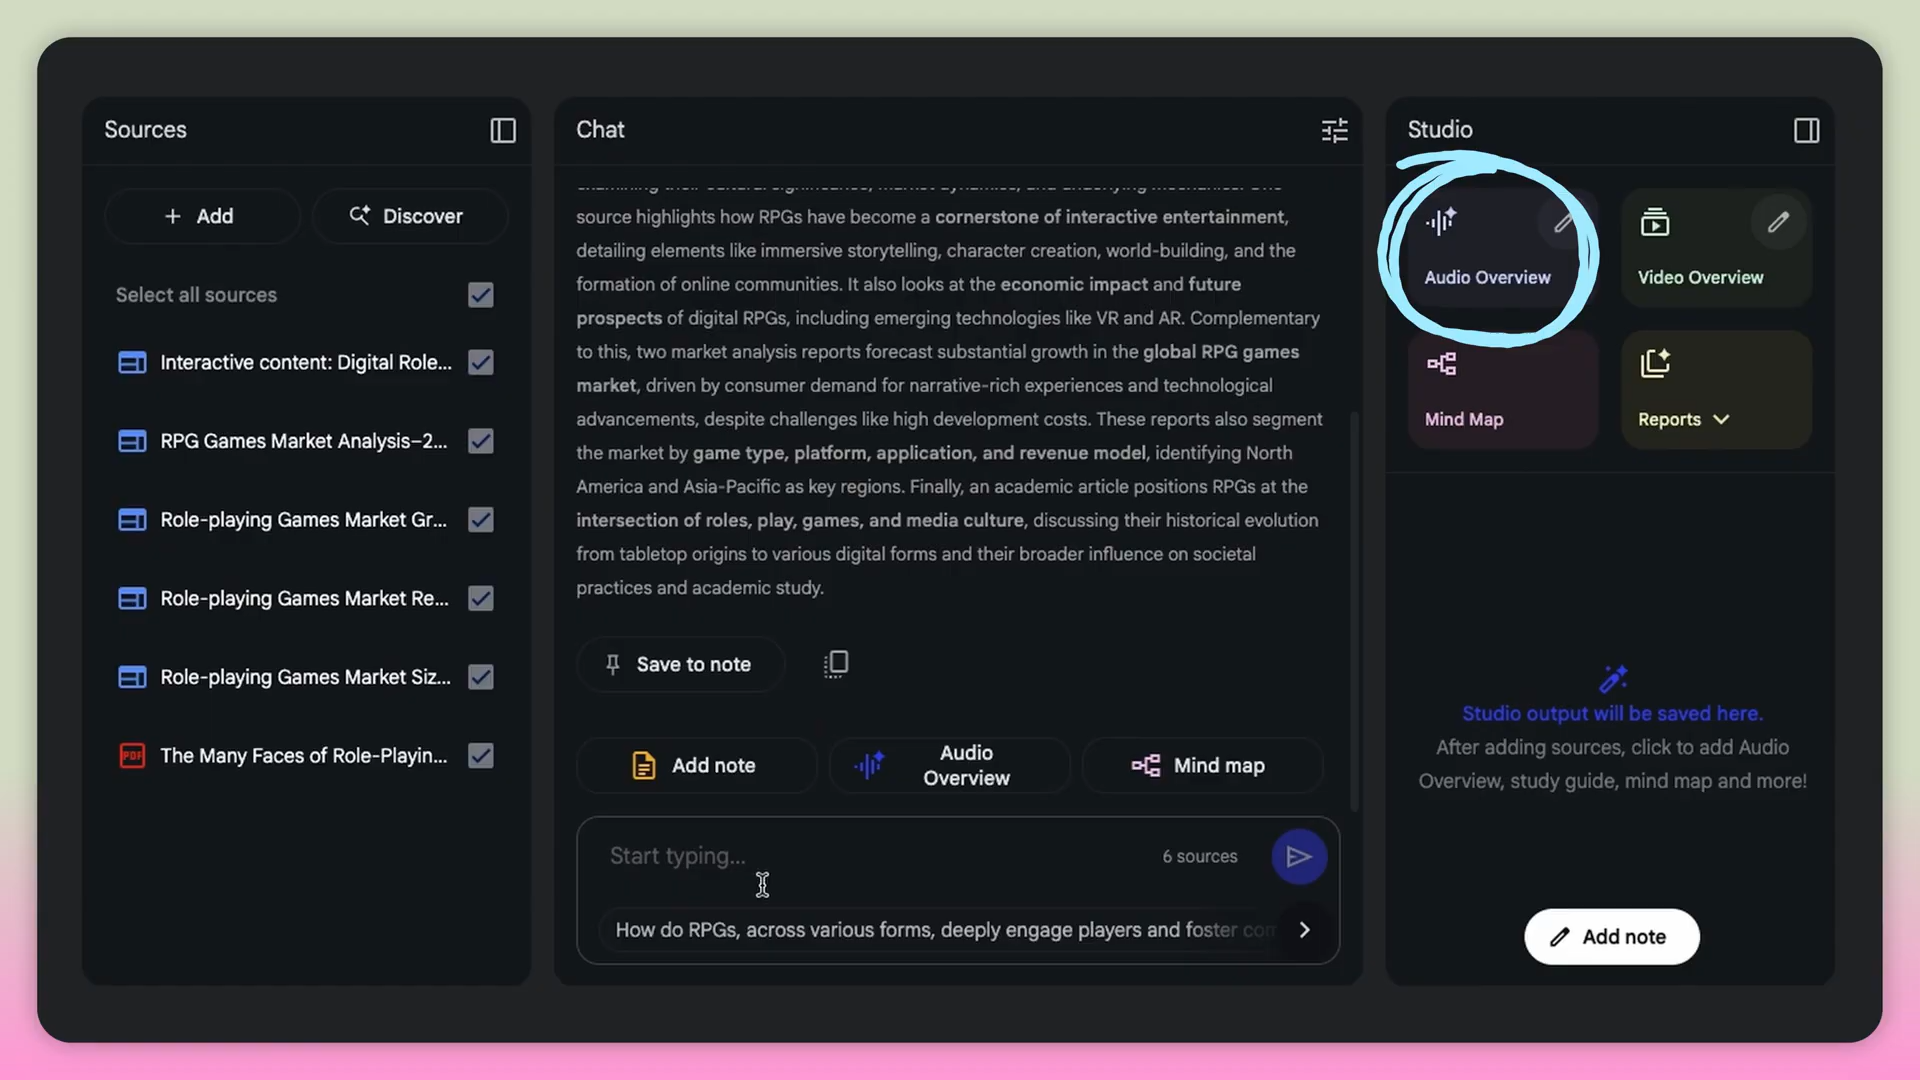 Sources
Add
Discover
Select all sources
Interactive content: Digital Role...
RPG Games Market Analysis–2...
Role-playing Games Market Gr...
Role-playing Games Market Re...
Role-playing Games Market Siz...
PDF
The Many Faces of Role-Playin...
Chat
examining their cultural significance, market dynamics, and underlying mechanics. One
source highlights how RPGs have become a cornerstone of interactive entertainment,
detailing elements like immersive storytelling, character creation, world-building, and the
formation of online communities. It also looks at the economic impact and future
prospects of digital RPGs, including emerging technologies like VR and AR. Complementary
to this, two market analysis reports forecast substantial growth in the global RPG games
market, driven by consumer demand for narrative-rich experiences and technological
advancements, despite challenges like high development costs. These reports also segment
the market by game type, platform, application, and revenue model, identifying North
America and Asia-Pacific as key regions. Finally, an academic article positions RPGs at the
intersection of roles, play, games, and media culture, discussing their historical evolution
from tabletop origins to various digital forms and their broader influence on societal
practices and academic study.
Save to note
Add note
Audio
Overview
Mind map
Start typing...
6 sources
How do RPGs, across various forms, deeply engage players and foster com
Studio
Audio Overview
Video Overview
Mind Map
Reports
Studio output will be saved here.
After adding sources, click to add Audio
Overview, study guide, mind map and more!
Add note